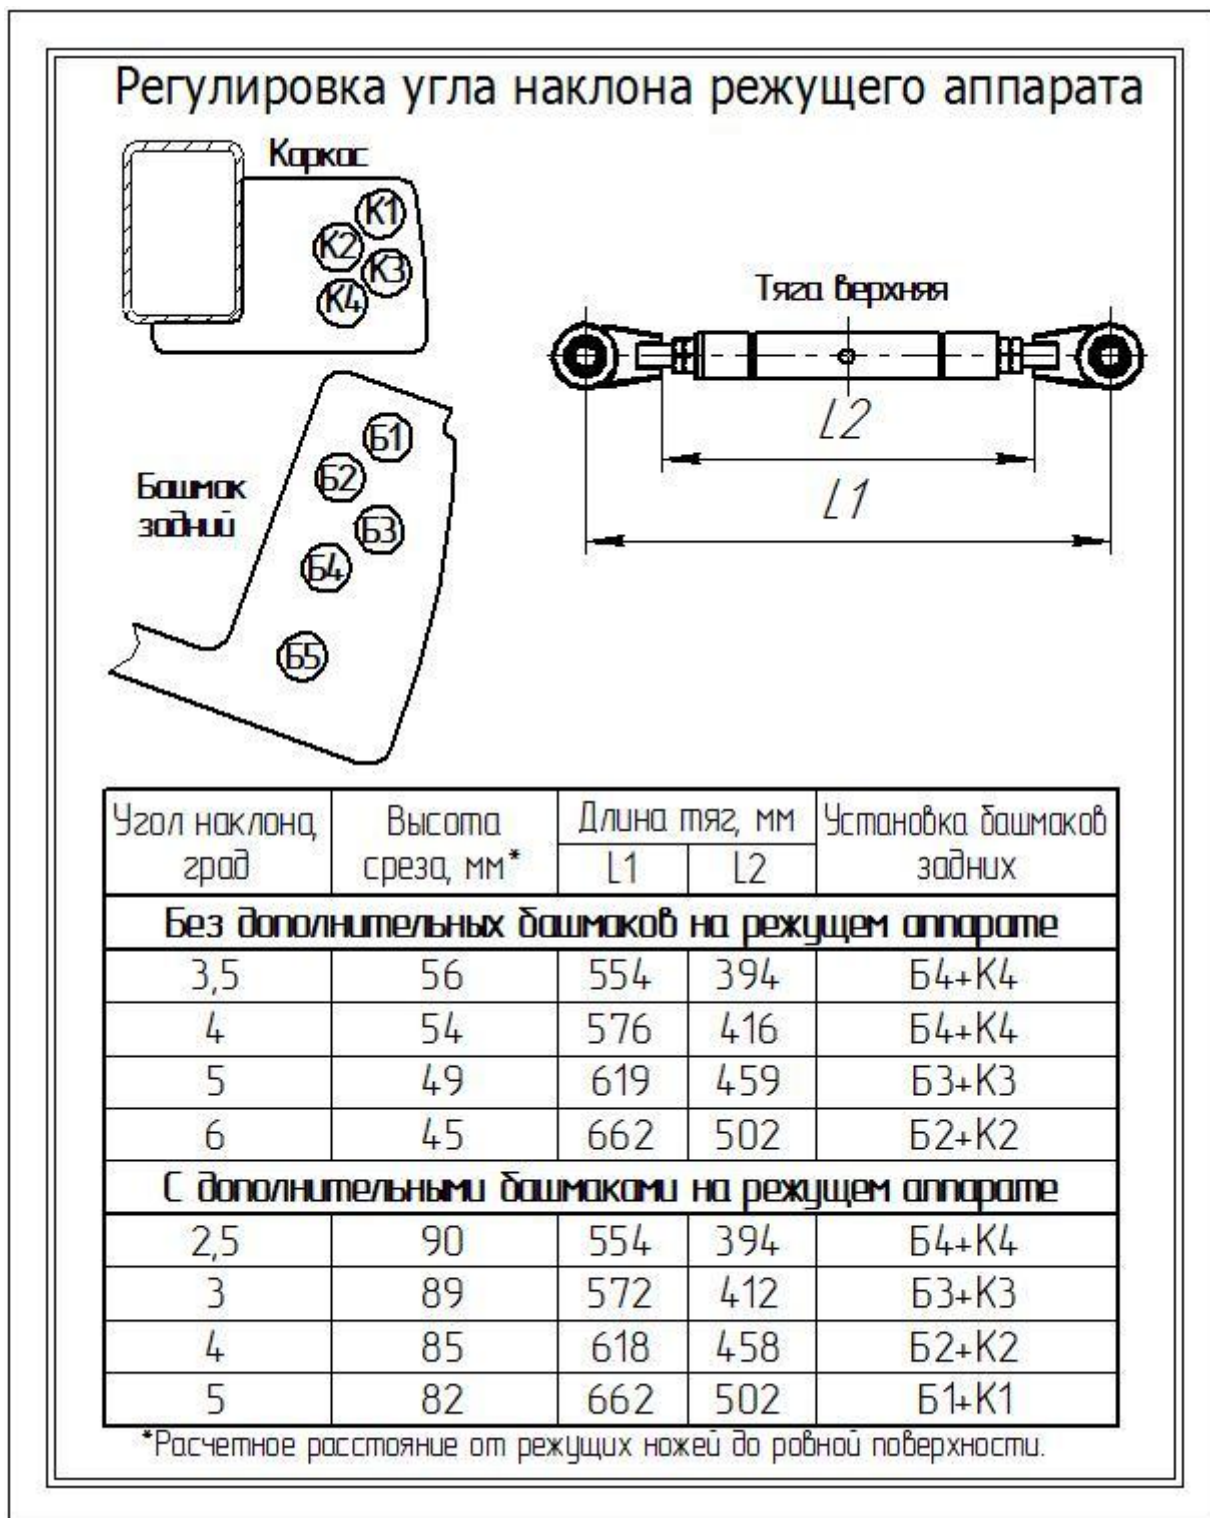 Регулировка угла наклона режущего аппарата
Каркас
К1
К2
К3
К4
Тяга верхняя
L2
L1
Башмак
задний
Б1
Б2
Б3
Б4
Б5
Угол наклона, град Высота среза, мм* Длина тяг, мм Установка башмаков задних
L1 L2
Без дополнительных башмаков на режущем аппарате
3,5 56 554 394 Б4+К4
4 54 576 416 Б4+К4
5 49 619 459 Б3+К3
6 45 662 502 Б2+К2
С дополнительными башмаками на режущем аппарате
2,5 90 554 394 Б4+К4
3 89 572 412 Б3+К3
4 85 618 458 Б2+К2
5 82 662 502 Б1+К1
*Расчетное расстояние от режущих ножей до ровной поверхности.